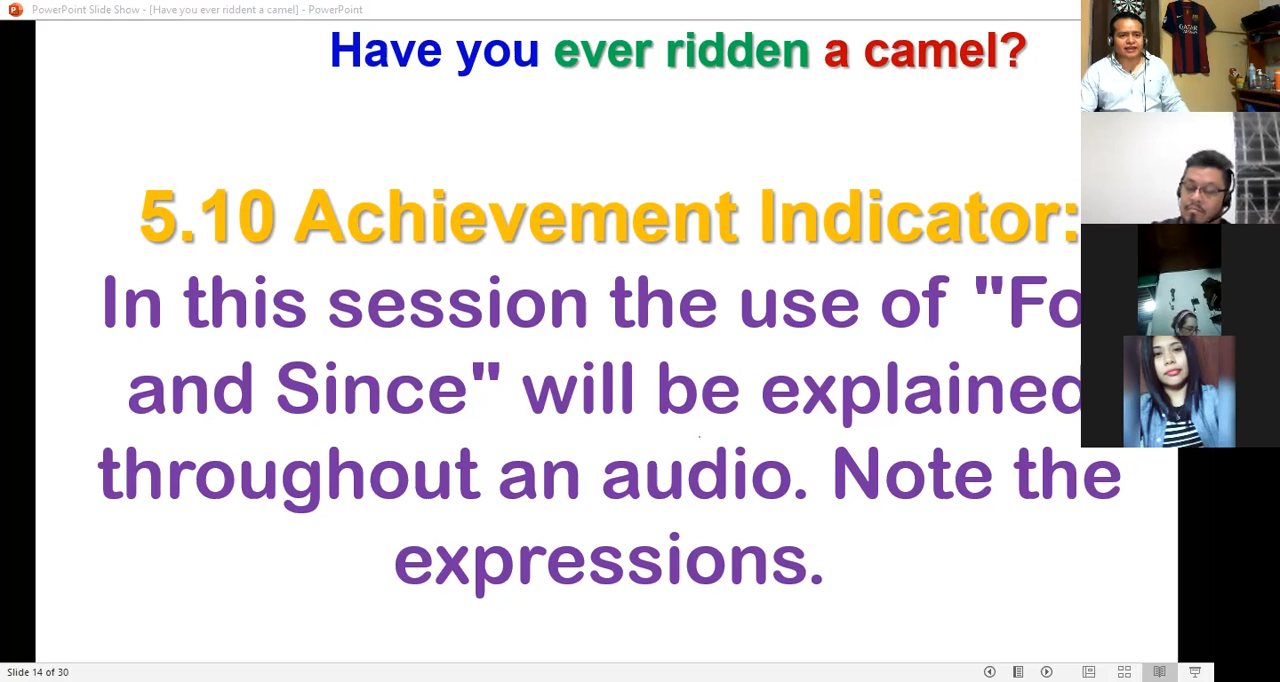 PowerPoint Slide Show - [Have you ever riddent a camel] - PowerPoint
Have you ever ridden a camel?
5.10 Achievement Indicator:
In this session the use of "Fo
and Since" will be explained
throughout an audio. Note the
expressions.
QATAR
Slide 14 of 30